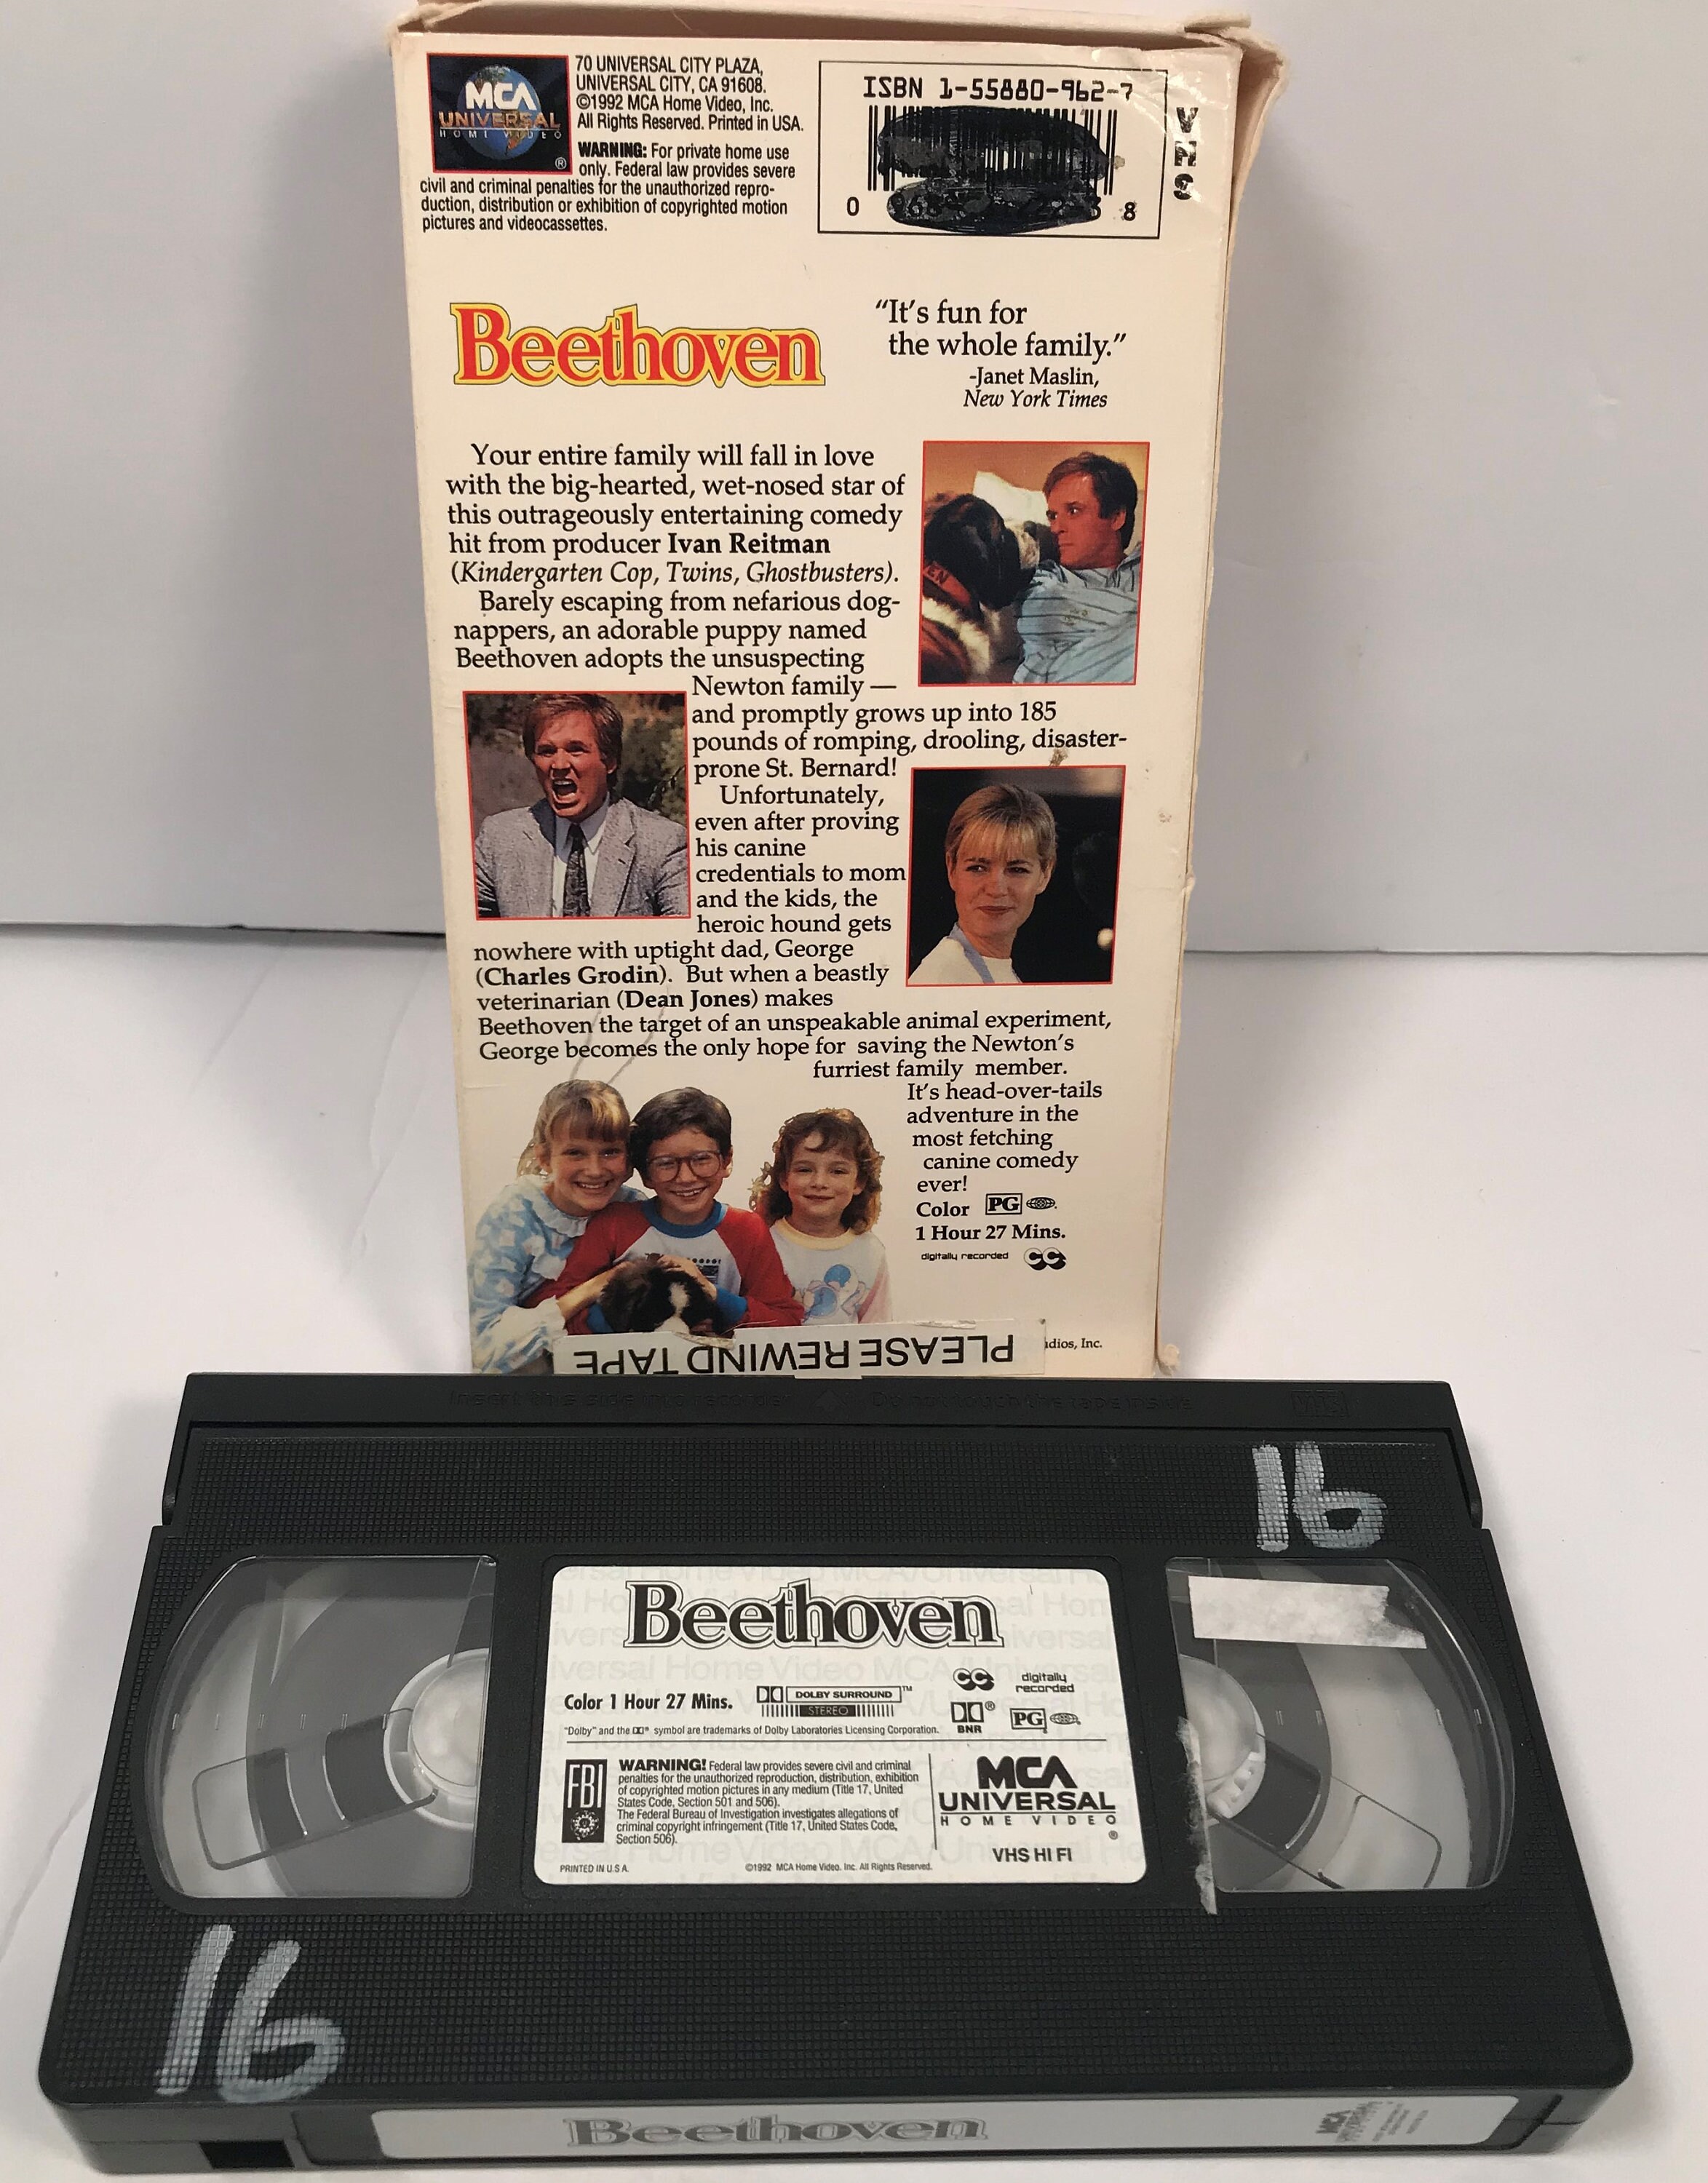 MCA
UNIVERSAL
HOME VIDEO
®
70 UNIVERSAL CITY PLAZA,
UNIVERSAL CITY, CA 91608.
©1992 MCA Home Video, Inc.
All Rights Reserved. Printed in USA.
WARNING: For private home use
only. Federal law provides severe
civil and criminal penalties for the unauthorized repro-
duction, distribution or exhibition of copyrighted motion
pictures and videocassettes.
ISBN 1-55880-962-7
0
8
VHS
Beethoven
“It's fun for
the whole family.”
-Janet Maslin,
New York Times
Your entire family will fall in love
with the big-hearted, wet-nosed star of
this outrageously entertaining comedy
hit from producer Ivan Reitman
(Kindergarten Cop, Twins, Ghostbusters).
Barely escaping from nefarious dog-
nappers, an adorable puppy named
Beethoven adopts the unsuspecting
Newton family —
and promptly grows up into 185
pounds of romping, drooling, disaster-
prone St. Bernard!
Unfortunately,
even after proving
his canine
credentials to mom
and the kids, the
heroic hound gets
nowhere with uptight dad, George
(Charles Grodin). But when a beastly
veterinarian (Dean Jones) makes
Beethoven the target of an unspeakable animal experiment,
George becomes the only hope for saving the Newton's
furriest family member.
It's head-over-tails
adventure in the
most fetching
canine comedy
ever!
Color PG
1 Hour 27 Mins.
digitally recorded CC
PLEASE REWIND TAPE
dios, Inc.
Insert this side into recorder Do not touch the tape inside
16
Beethoven
Color 1 Hour 27 Mins.
DOLBY SURROUND™
STEREO
CC
digitally
recorded
®
BNR
PG
"Dolby" and the symbol are trademarks of Dolby Laboratories Licensing Corporation.
FBI
WARNING! Federal law provides severe civil and criminal
penalties for the unauthorized reproduction, distribution, exhibition
of copyrighted motion pictures in any medium (Title 17, United
States Code, Section 501 and 506).
The Federal Bureau of Investigation investigates allegations of
criminal copyright infringement (Title 17, United States Code,
Section 506).
MCA
UNIVERSAL
HOME VIDEO
®
VHS HI FI
PRINTED IN U.S.A.
©1992 MCA Home Video. Inc. All Rights Reserved.
16
Beethoven
MCA